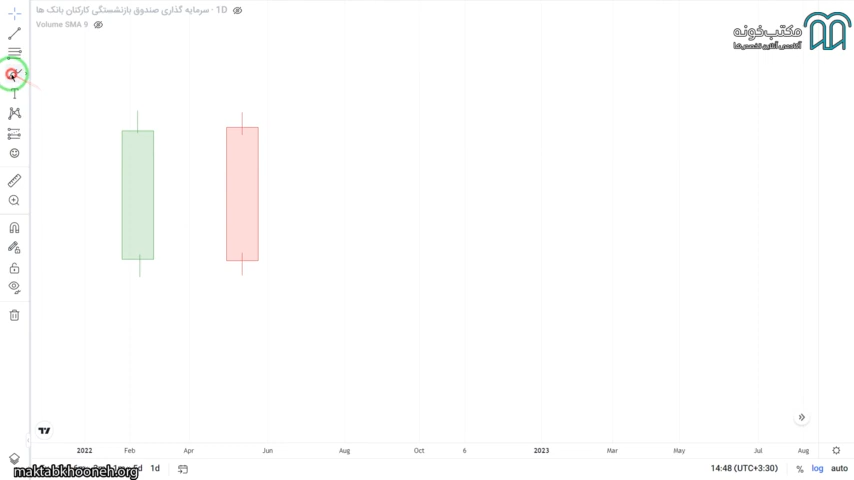 سرمایه گذاری صندوق بازنشستگی کارکنان بانک ها · 1D
Volume SMA 9
مکتب‌خونه
آکادمی آنلاین تخصص‌ها
2022 Feb Apr Jun Aug Oct 6 2023 Mar May Jul Aug
1d
14:48 (UTC+3:30) % log auto
maktabkhooneh.org